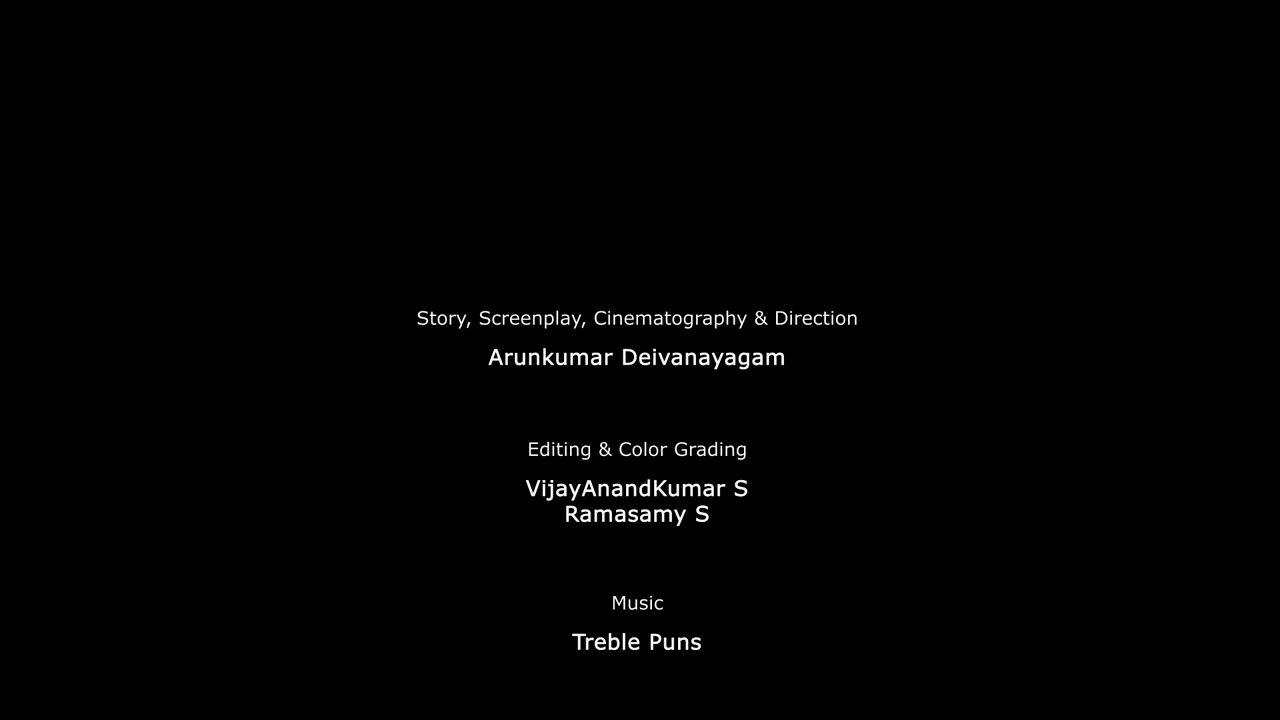 Story, Screenplay, Cinematography & Direction
Arunkumar Deivanayagam
Editing & Color Grading
VijayAnandKumar S
Ramasamy S
Music
Treble Puns